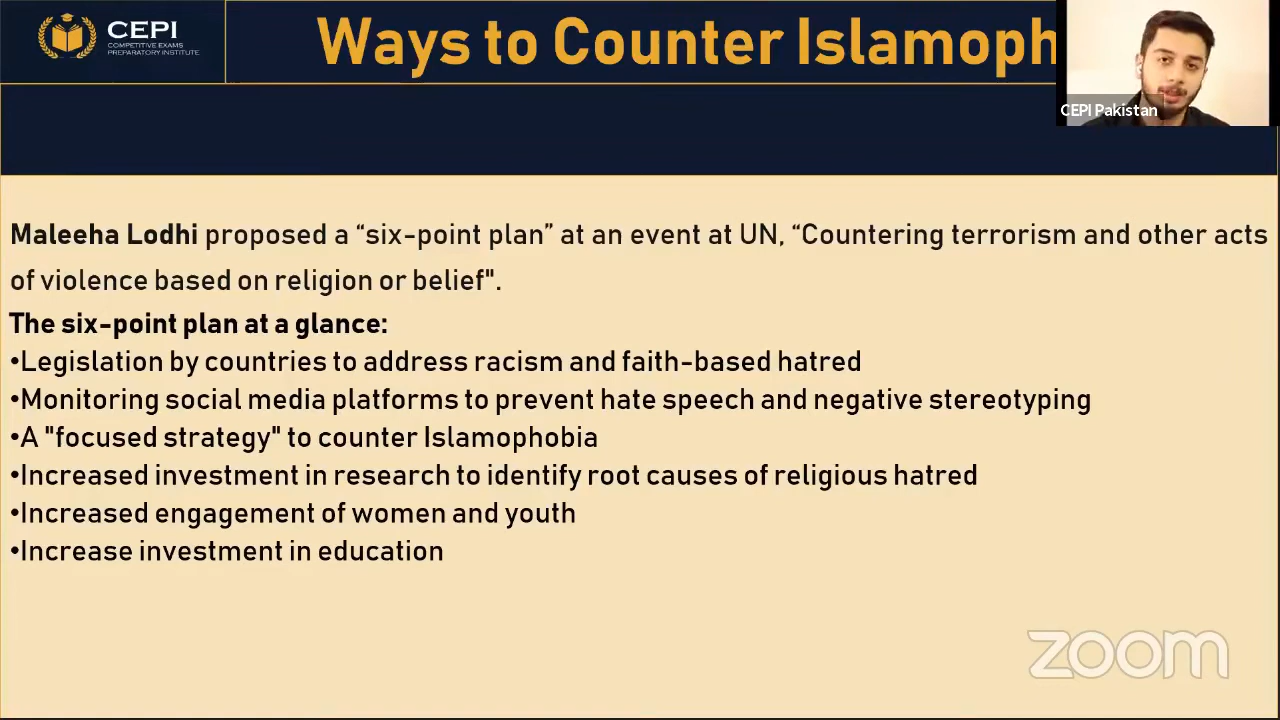 CEPI
COMPETITIVE EXAMS
PREPARATORY INSTITUTE
Ways to Counter Islamoph
CEPI Pakistan
Maleeha Lodhi proposed a “six-point plan” at an event at UN, “Countering terrorism and other acts
of violence based on religion or belief".
The six-point plan at a glance:
•Legislation by countries to address racism and faith-based hatred
•Monitoring social media platforms to prevent hate speech and negative stereotyping
•A "focused strategy" to counter Islamophobia
•Increased investment in research to identify root causes of religious hatred
•Increased engagement of women and youth
•Increase investment in education
zoom